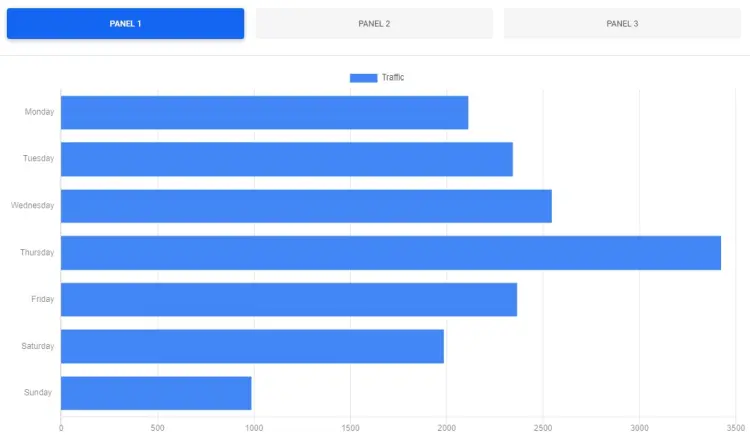 PANEL 1 PANEL 2 PANEL 3
Traffic
Monday
Tuesday
Wednesday
Thursday
Friday
Saturday
Sunday
0 500 1000 1500 2000 2500 3000 3500